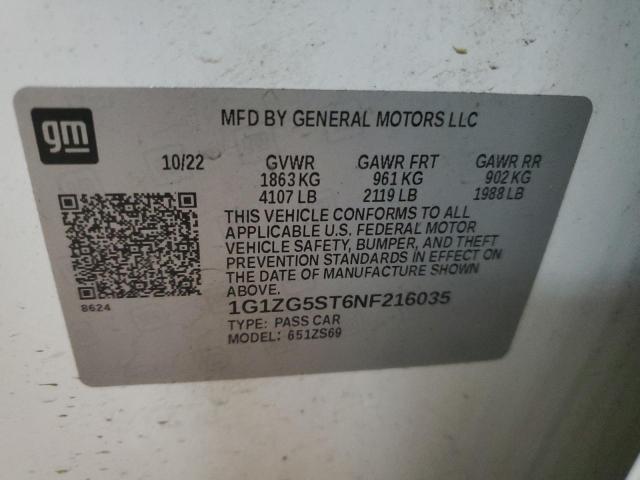 gm
MFD BY GENERAL MOTORS LLC
10/22 GVWR GAWR FRT GAWR RR
1863 KG 961 KG 902 KG
4107 LB 2119 LB 1988 LB
THIS VEHICLE CONFORMS TO ALL
APPLICABLE U.S. FEDERAL MOTOR
VEHICLE SAFETY, BUMPER, AND THEFT
PREVENTION STANDARDS IN EFFECT ON
THE DATE OF MANUFACTURE SHOWN
ABOVE.
8624
1G1ZG5ST6NF216035
TYPE: PASS CAR
MODEL: 651ZS69